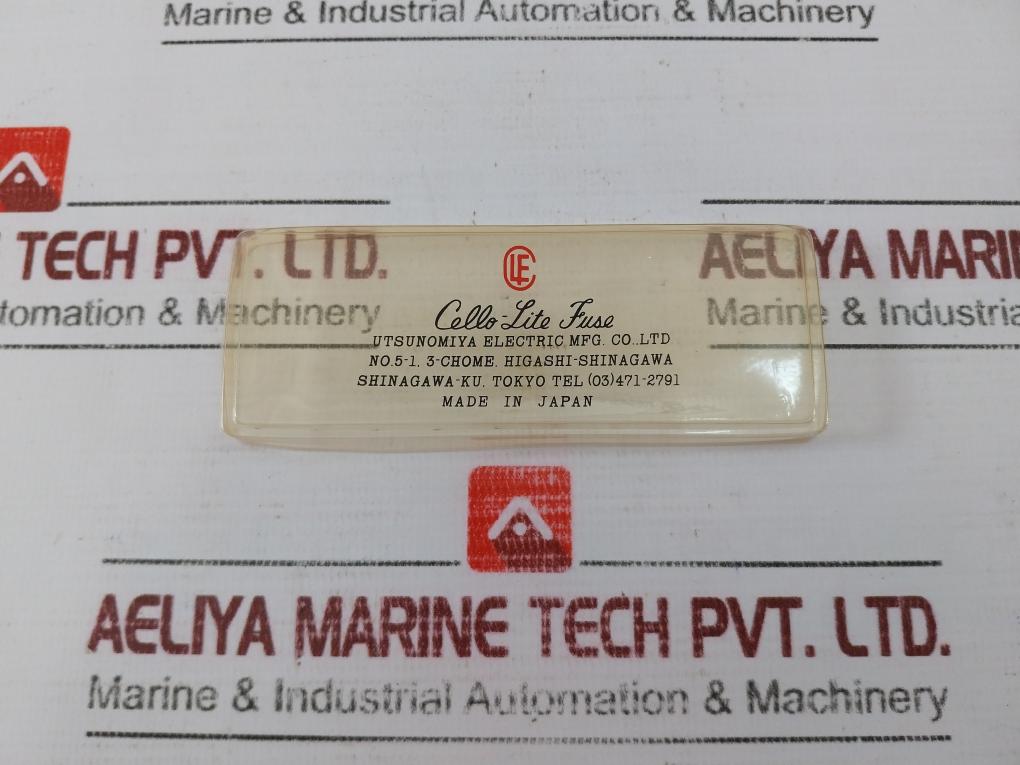 Marine & Industrial Automation & Machinery
TECH PVT. LTD.
AELIYA MARINE
tomation & Machinery
Marine & Industria
CLEF
Cello-Lite Fuse
UTSUNOMIYA ELECTRIC MFG. CO.,LTD
NO.5-1, 3-CHOME, HIGASHI-SHINAGAWA
SHINAGAWA-KU, TOKYO TEL (03)471-2791
MADE IN JAPAN
AELIYA MARINE TECH PVT. LTD.
Marine & Industrial Automation & Machinery